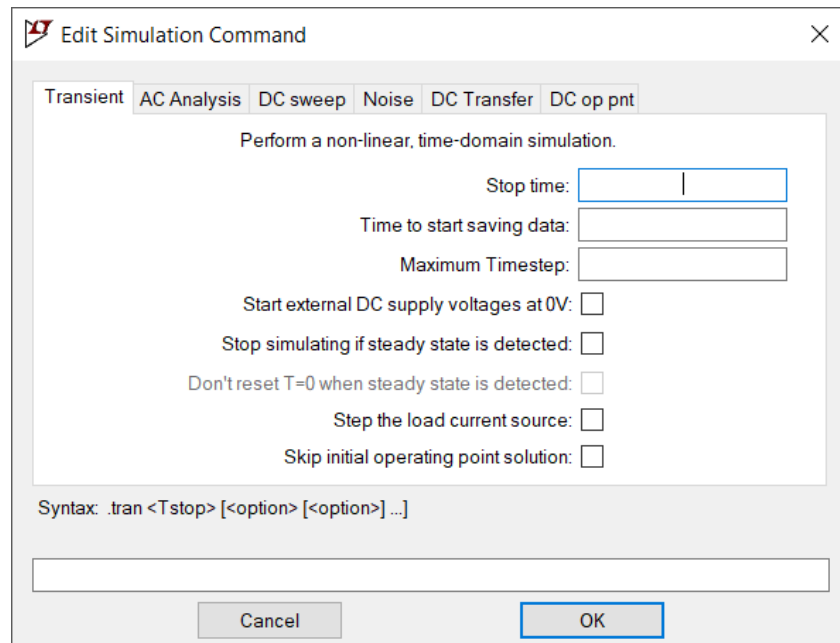 Edit Simulation Command
Transient AC Analysis DC sweep Noise DC Transfer DC op pnt
Perform a non-linear, time-domain simulation.
Stop time:
Time to start saving data:
Maximum Timestep:
Start external DC supply voltages at 0V:
Stop simulating if steady state is detected:
Don't reset T=0 when steady state is detected:
Step the load current source:
Skip initial operating point solution:
Syntax: .tran <Tstop> [<option> [<option>] ...]
Cancel OK